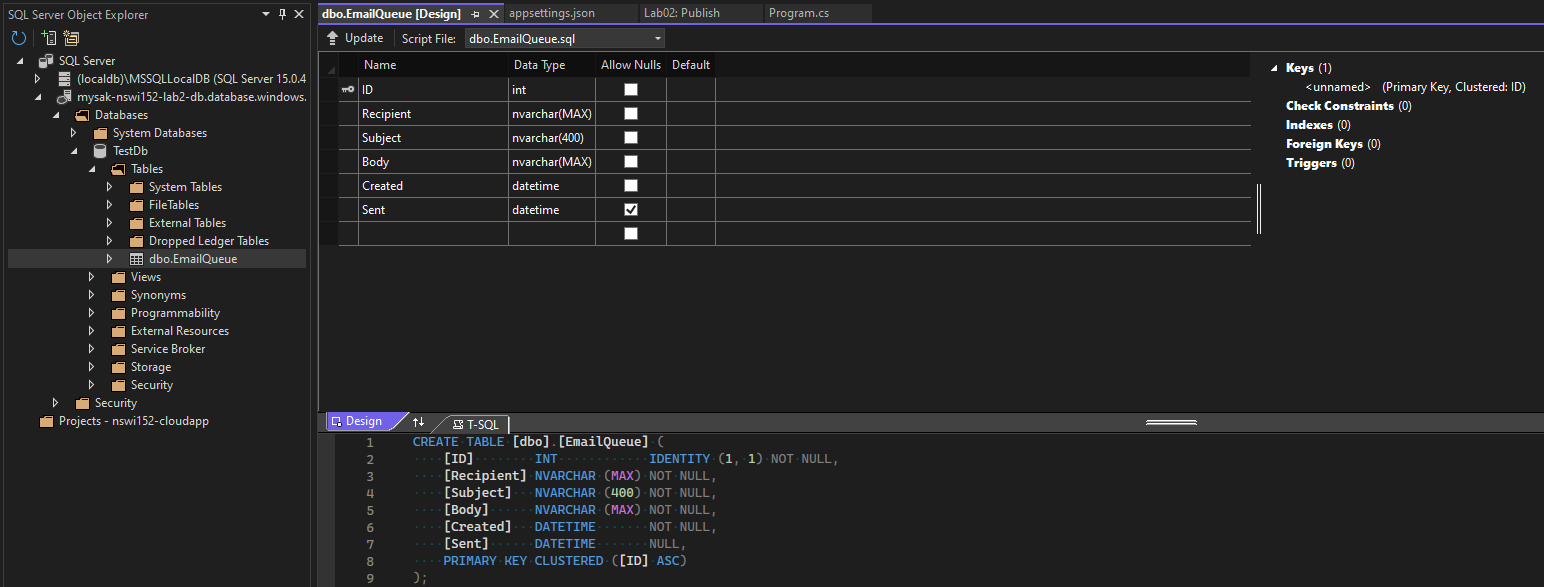 SQL Server Object Explorer
SQL Server
(localdb)\MSSQLLocalDB (SQL Server 15.0.4
mysak-nswi152-lab2-db.database.windows.
Databases
System Databases
TestDb
Tables
System Tables
FileTables
External Tables
Dropped Ledger Tables
dbo.EmailQueue
Views
Synonyms
Programmability
External Resources
Service Broker
Storage
Security
Security
Projects - nswi152-cloudapp
dbo.EmailQueue [Design] appsettings.json Lab02: Publish Program.cs
Update Script File: dbo.EmailQueue.sql
Name Data Type Allow Nulls Default
ID int
Recipient nvarchar(MAX)
Subject nvarchar(400)
Body nvarchar(MAX)
Created datetime
Sent datetime
Keys (1)
<unnamed> (Primary Key, Clustered: ID)
Check Constraints (0)
Indexes (0)
Foreign Keys (0)
Triggers (0)
Design T-SQL
1 CREATE TABLE [dbo].[EmailQueue] (
2 [ID] INT IDENTITY (1, 1) NOT NULL,
3 [Recipient] NVARCHAR (MAX) NOT NULL,
4 [Subject] NVARCHAR (400) NOT NULL,
5 [Body] NVARCHAR (MAX) NOT NULL,
6 [Created] DATETIME NOT NULL,
7 [Sent] DATETIME NULL,
8 PRIMARY KEY CLUSTERED ([ID] ASC)
9 );